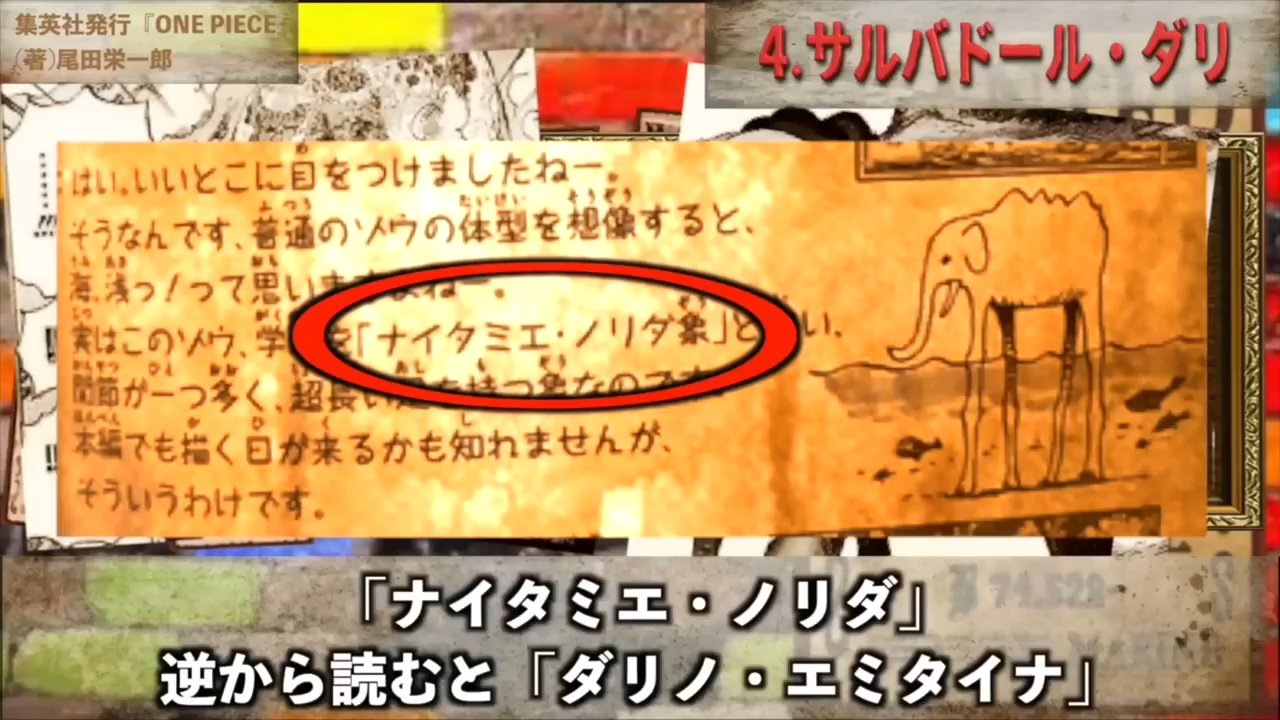 集英社発行『ONE PIECE』
(著)尾田栄一郎
4.サルバドール・ダリ
はい。いいとこに目をつけましたねー。
そうなんです、普通のゾウの体型を想像すると、
海、浅っ!って思いますよねー。
実はこのゾウ、学 を「ナイタミエ・ノリダ象」と い、
関節が一つ多く、超長い足を持つ象なのです。
本編でも描く日が来るかも知れませんが、
そういうわけです。
「ナイタミエ・ノリダ」
逆から読むと「ダリノ・エミタイナ」